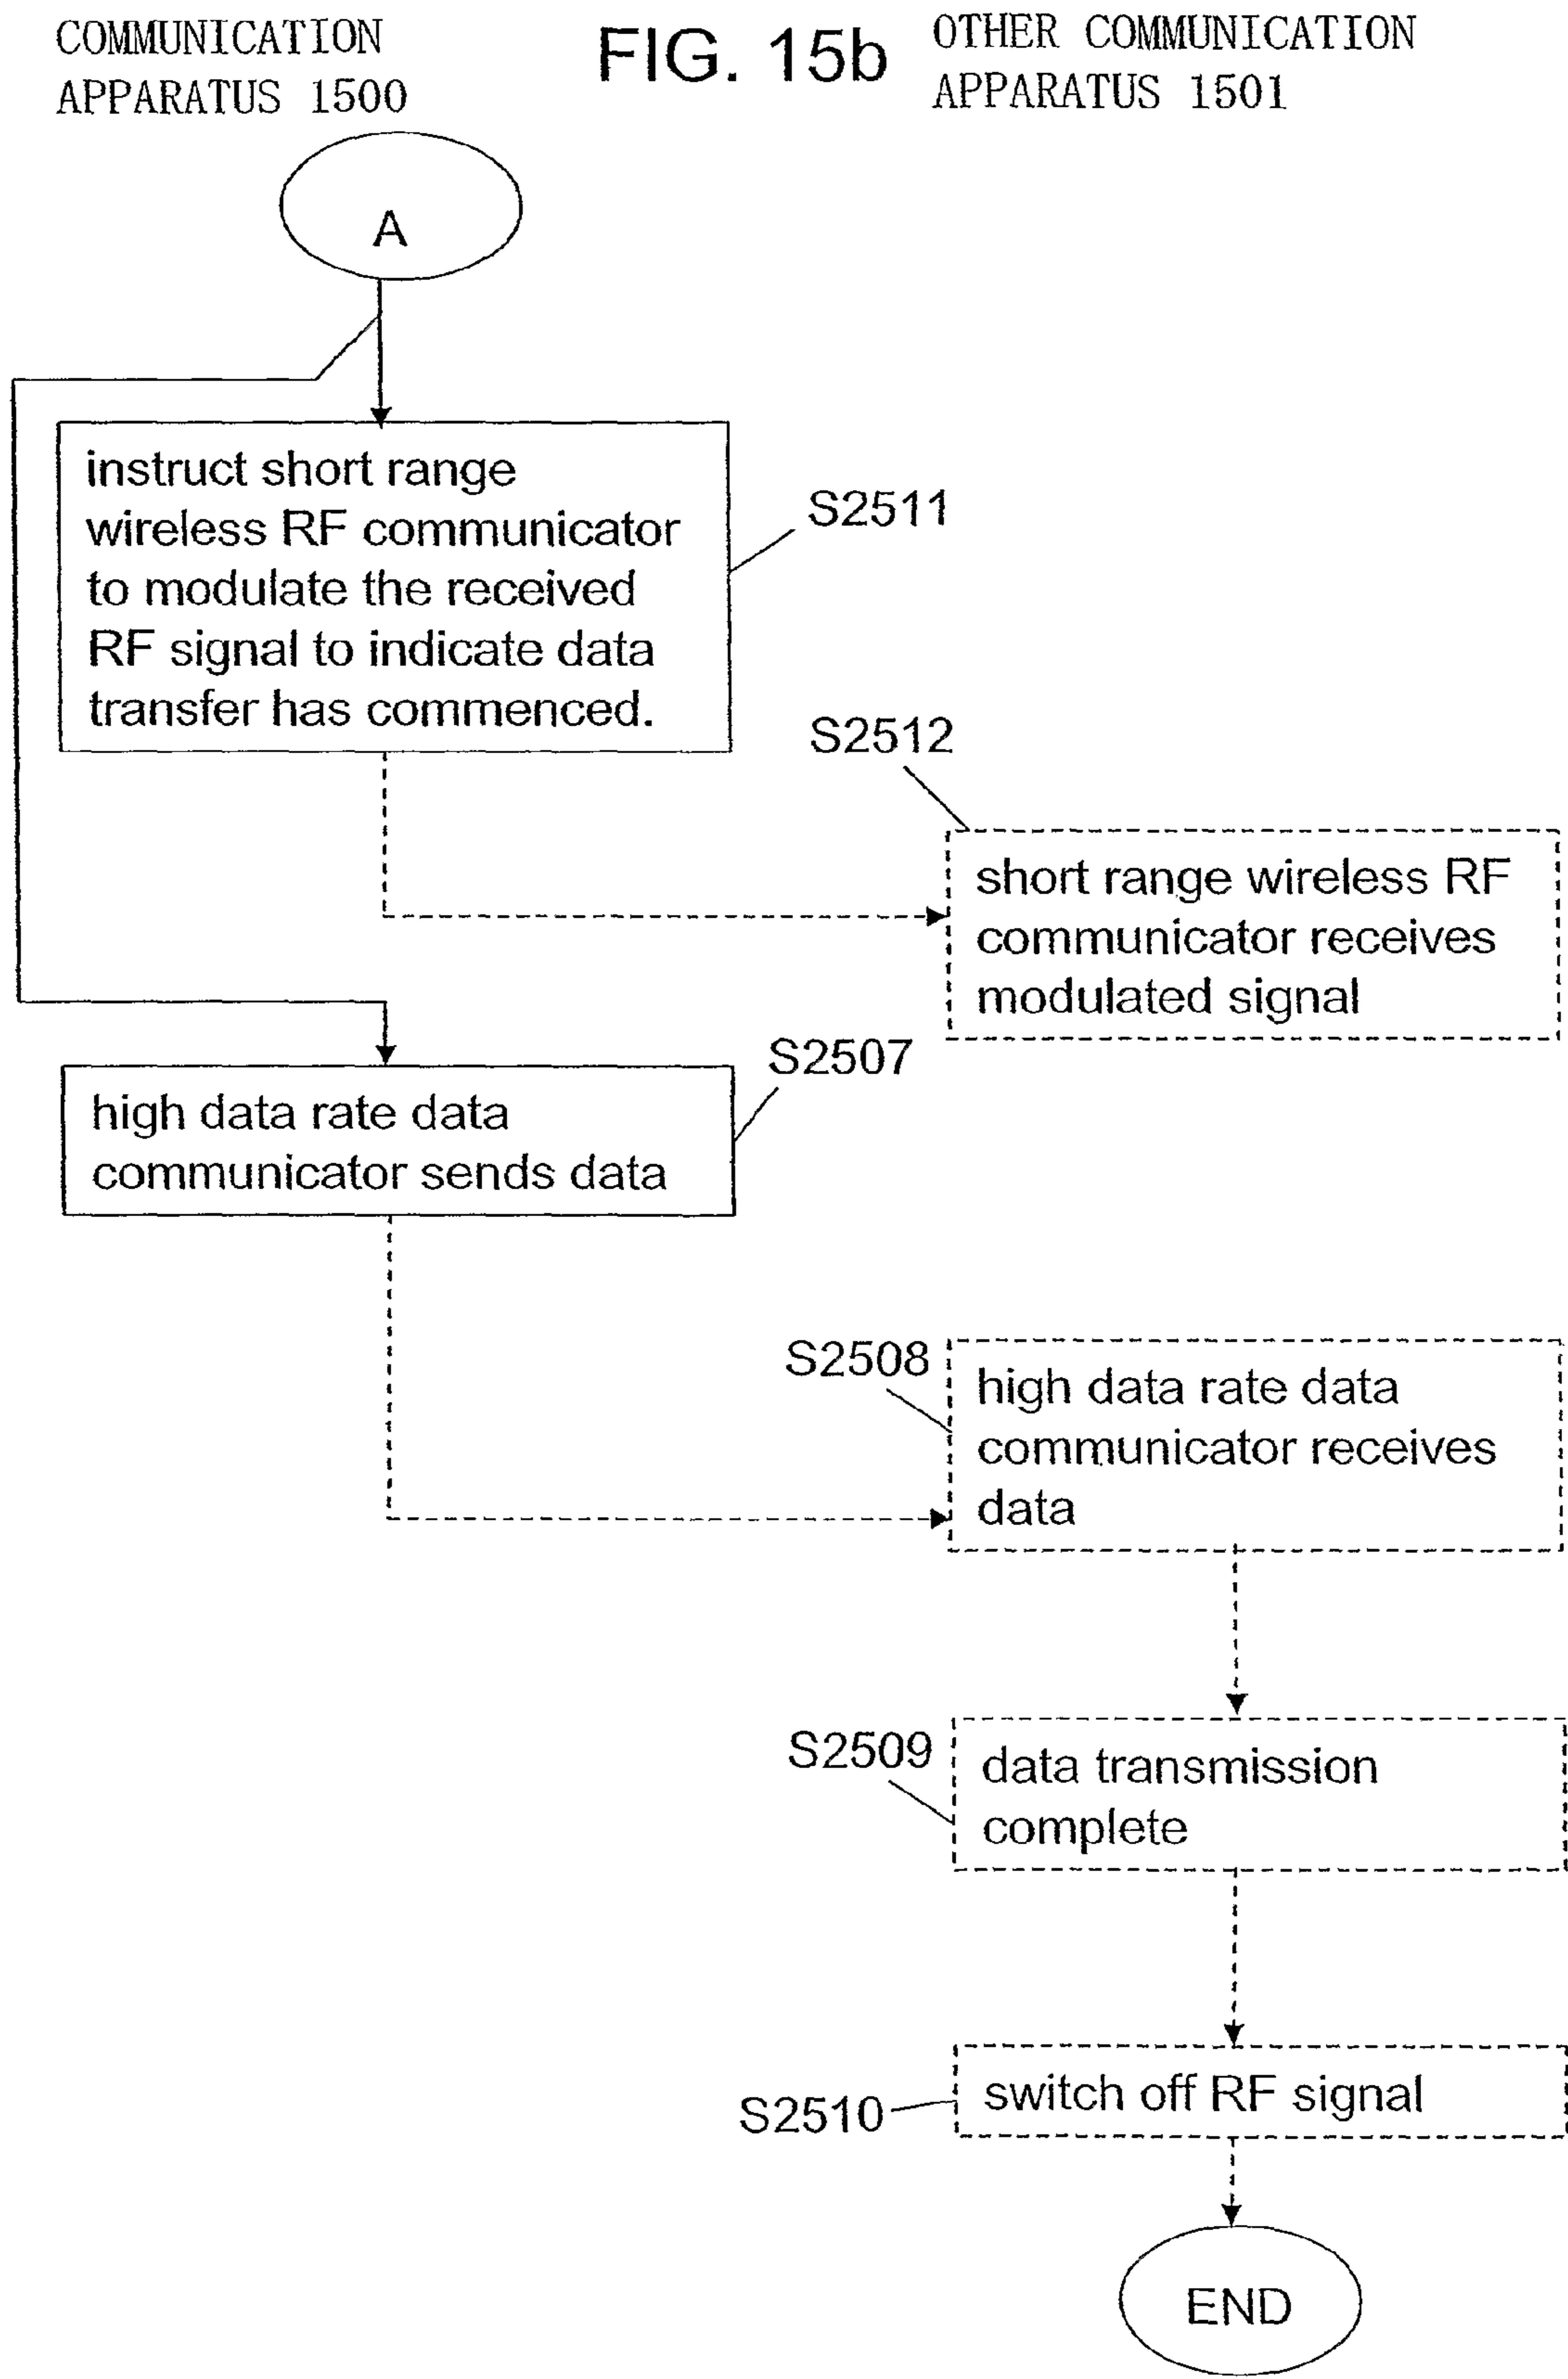 COMMUNICATION
APPARATUS 1500
FIG. 15b
OTHER COMMUNICATION
APPARATUS 1501
A
instruct short range
wireless RF communicator
to modulate the received
RF signal to indicate data
transfer has commenced.
S2511
S2512
short range wireless RF
communicator receives
modulated signal
S2507
high data rate data
communicator sends data
S2508
high data rate data
communicator receives
data
S2509
data transmission
complete
S2510
switch off RF signal
END